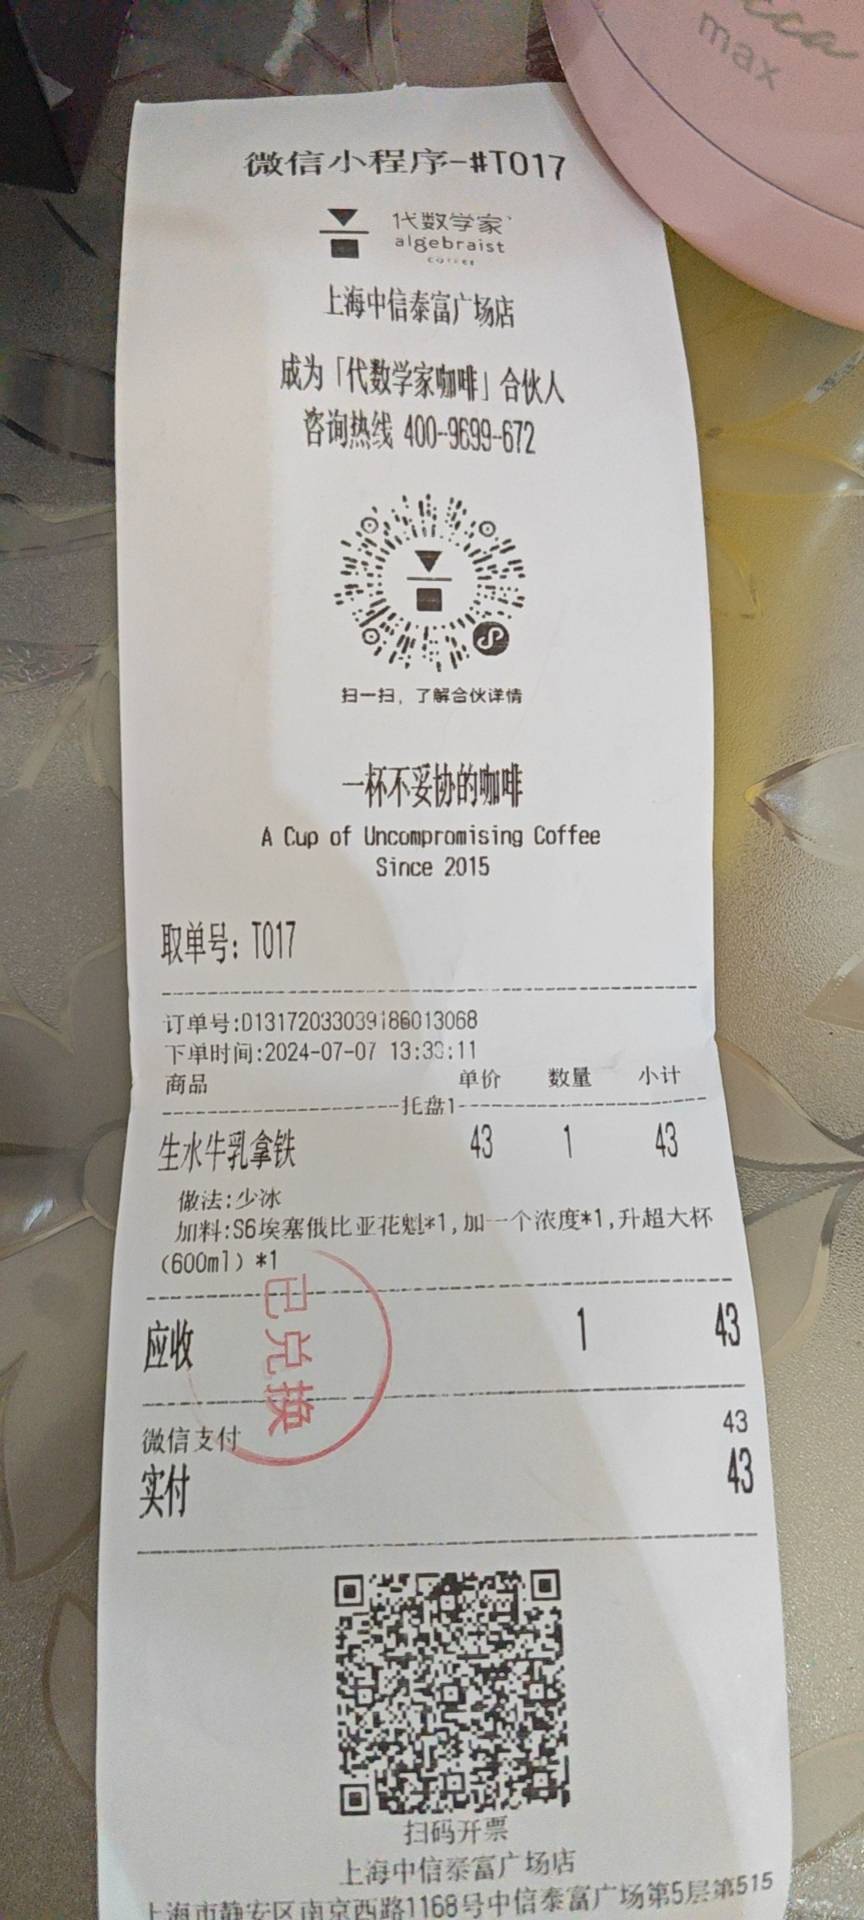 max
微信小程序-#T017
代数学家
algebraist
coffee
上海中信泰富广场店
成为「代数学家咖啡」合伙人
咨询热线 400-9699-672
扫一扫，了解合伙详情
一杯不妥协的咖啡
A Cup of Uncompromising Coffee
Since 2015
取单号: T017
订单号:D13172033039186013068
下单时间:2024-07-07 13:33:11
商品 单价 数量 小计
托盘1
生水牛乳拿铁 43 1 43
做法:少冰
加料:S6埃塞俄比亚花魁*1,加一个浓度*1,升超大杯
(600ml) *1
应收 1 43
已兑换
微信支付 43
实付 43
扫码开票
上海中信泰富广场店
上海市静安区南京西路1168号中信泰富广场第5层第515